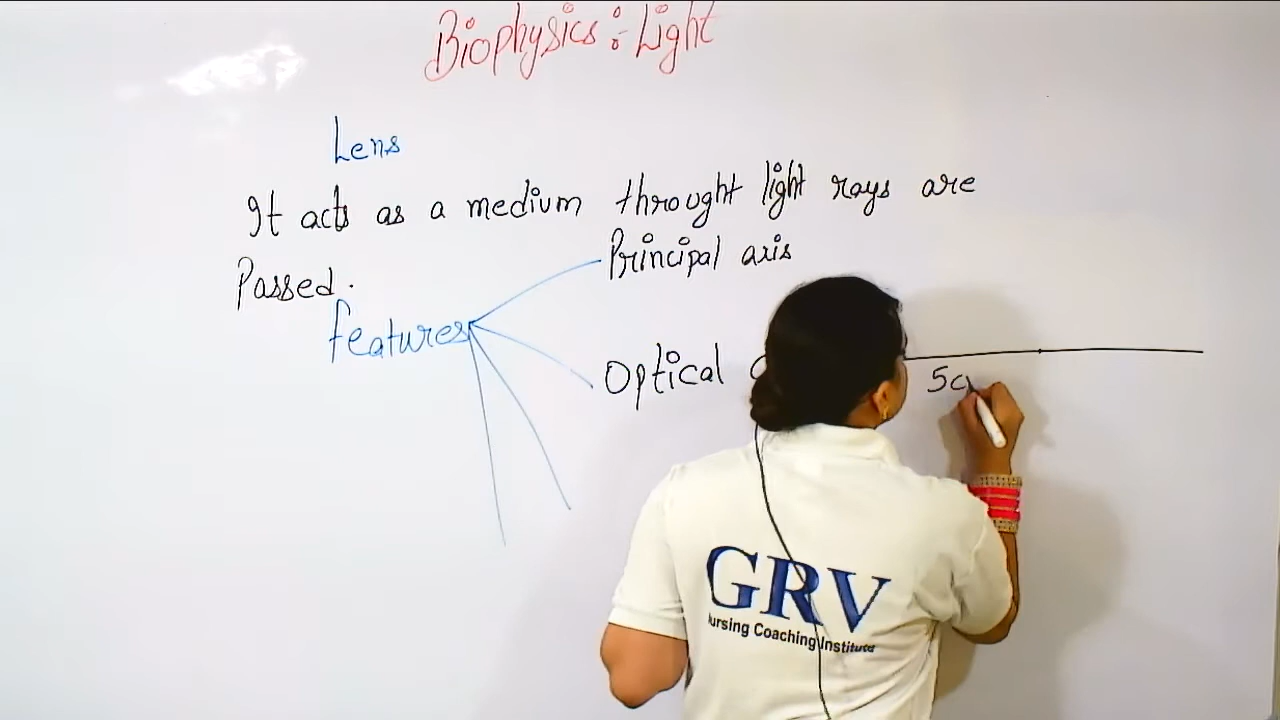 Biophysics : Light
Lens
It acts as a medium throught light rays are
Passed.
Principal axis
features
Optical
GRV
Nursing Coaching Institute